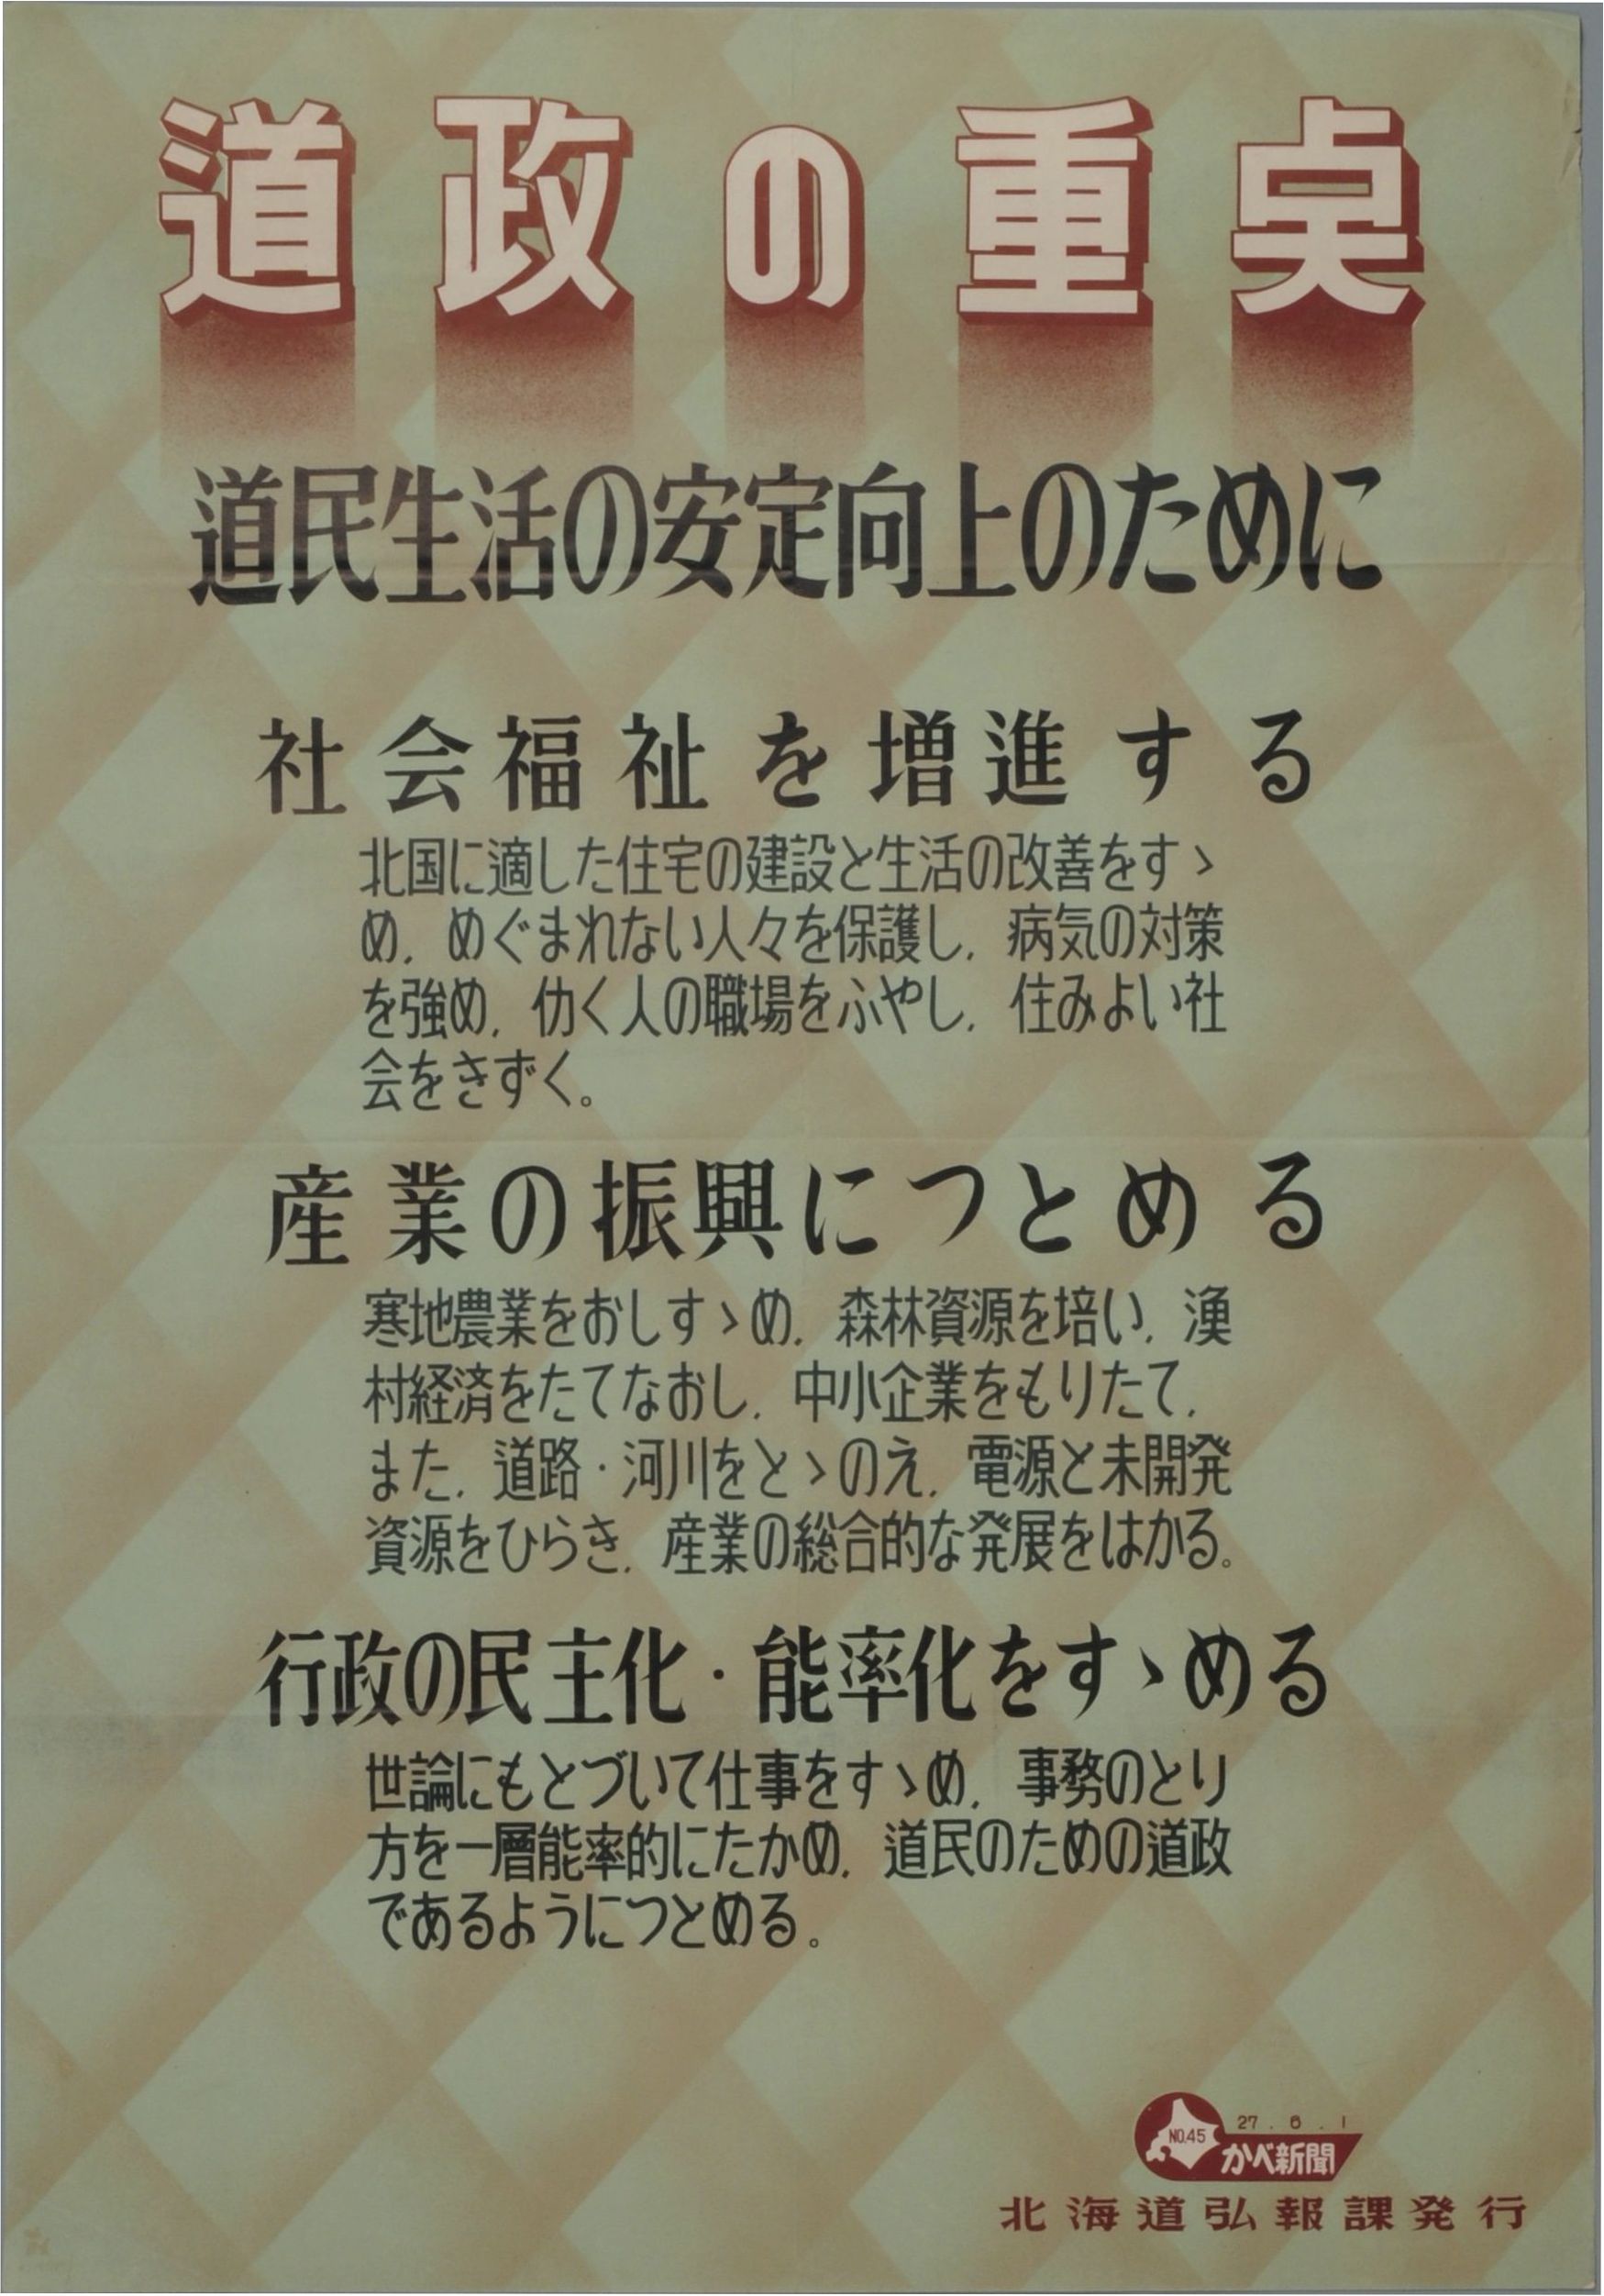 道政の重点
道民生活の安定向上のために
社会福祉を増進する
北国に適した住宅の建設と生活の改善をすゝ
め，めぐまれない人々を保護し，病気の対策
を強め，仂く人の職場をふやし，住みよい社
会をきずく。
産業の振興につとめる
寒地農業をおしすゝめ，森林資源を培い，漁
村経済をたてなおし，中小企業をもりたて，
また，道路・河川をとゝのえ，電源と未開発
資源をひらき，産業の総合的な発展をはかる。
行政の民主化・能率化をすゝめる
世論にもとづいて仕事をすゝめ，事務のとり
方を一層能率的にたかめ，道民のための道政
であるようにつとめる。
27.6.1
NO.45
かべ新聞
北海道弘報課発行